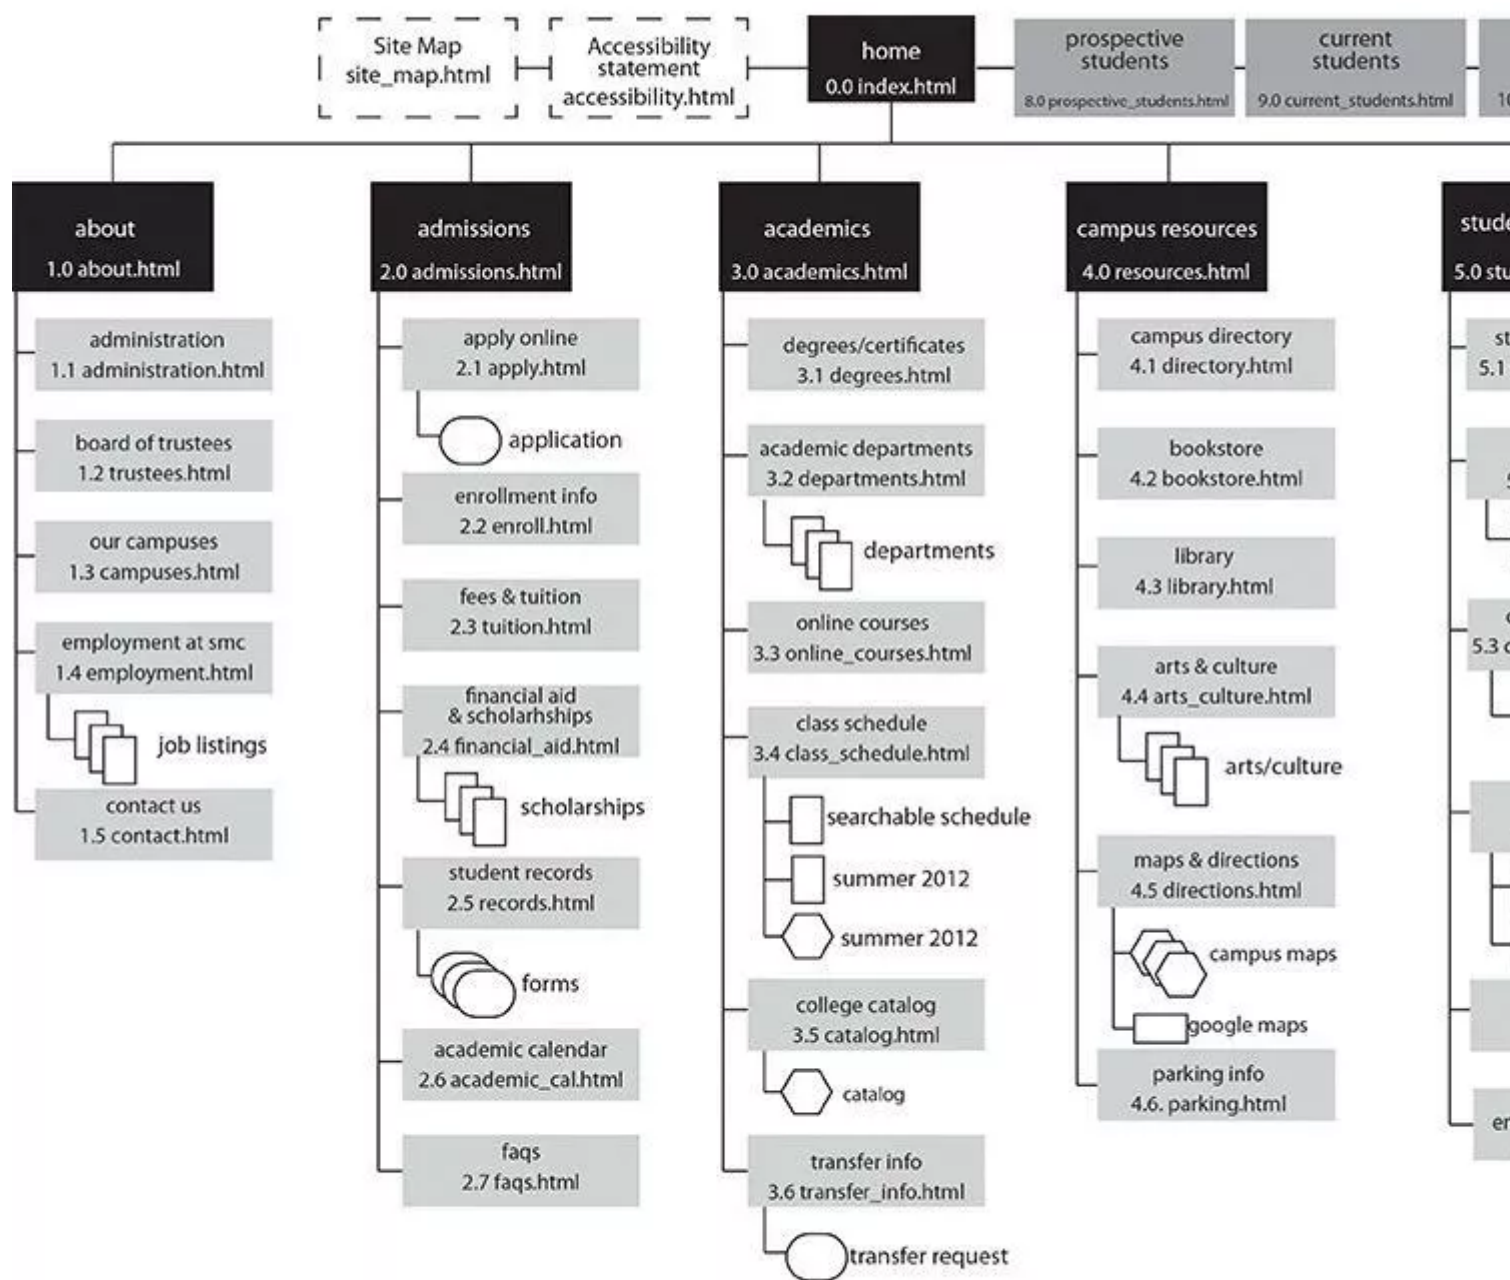 Site Map
site_map.html
Accessibility
statement
accessibility.html
home
0.0 index.html
prospective
students
8.0 prospective_students.html
current
students
9.0 current_students.html
about
1.0 about.html
administration
1.1 administration.html
board of trustees
1.2 trustees.html
our campuses
1.3 campuses.html
employment at smc
1.4 employment.html
job listings
contact us
1.5 contact.html
admissions
2.0 admissions.html
apply online
2.1 apply.html
application
enrollment info
2.2 enroll.html
fees & tuition
2.3 tuition.html
financial aid
& scholarhships
2.4 financial_aid.html
scholarships
student records
2.5 records.html
forms
academic calendar
2.6 academic_cal.html
faqs
2.7 faqs.html
academics
3.0 academics.html
degrees/certificates
3.1 degrees.html
academic departments
3.2 departments.html
departments
online courses
3.3 online_courses.html
class schedule
3.4 class_schedule.html
searchable schedule
summer 2012
summer 2012
college catalog
3.5 catalog.html
catalog
transfer info
3.6 transfer_info.html
transfer request
campus resources
4.0 resources.html
campus directory
4.1 directory.html
bookstore
4.2 bookstore.html
library
4.3 library.html
arts & culture
4.4 arts_culture.html
arts/culture
maps & directions
4.5 directions.html
campus maps
google maps
parking info
4.6. parking.html
5.0
5.1
5.3